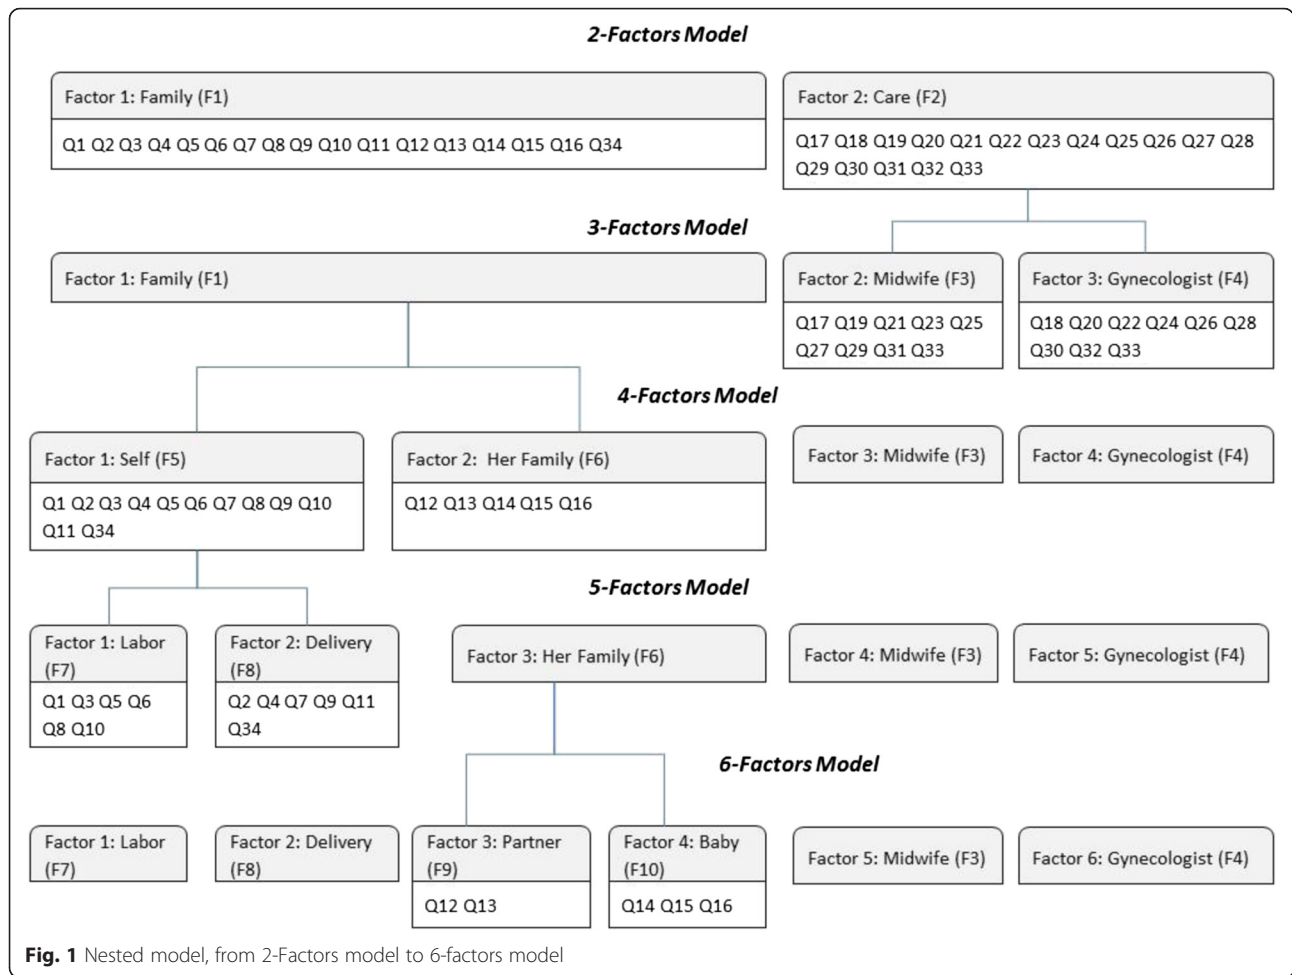 2-Factors Model
Factor 1: Family (F1)
Q1 Q2 Q3 Q4 Q5 Q6 Q7 Q8 Q9 Q10 Q11 Q12 Q13 Q14 Q15 Q16 Q34
Factor 2: Care (F2)
Q17 Q18 Q19 Q20 Q21 Q22 Q23 Q24 Q25 Q26 Q27 Q28
Q29 Q30 Q31 Q32 Q33
3-Factors Model
Factor 1: Family (F1)
Factor 2: Midwife (F3)
Q17 Q19 Q21 Q23 Q25
Q27 Q29 Q31 Q33
Factor 3: Gynecologist (F4)
Q18 Q20 Q22 Q24 Q26 Q28
Q30 Q32 Q33
4-Factors Model
Factor 1: Self (F5)
Q1 Q2 Q3 Q4 Q5 Q6 Q7 Q8 Q9 Q10
Q11 Q34
Factor 2: Her Family (F6)
Q12 Q13 Q14 Q15 Q16
Factor 3: Midwife (F3)
Factor 4: Gynecologist (F4)
5-Factors Model
Factor 1: Labor
(F7)
Q1 Q3 Q5 Q6
Q8 Q10
Factor 2: Delivery
(F8)
Q2 Q4 Q7 Q9 Q11
Q34
Factor 3: Her Family (F6)
Factor 4: Midwife (F3)
Factor 5: Gynecologist (F4)
6-Factors Model
Factor 1: Labor
(F7)
Factor 2: Delivery
(F8)
Factor 3: Partner
(F9)
Q12 Q13
Factor 4: Baby
(F10)
Q14 Q15 Q16
Factor 5: Midwife (F3)
Factor 6: Gynecologist (F4)
Fig. 1 Nested model, from 2-Factors model to 6-factors model